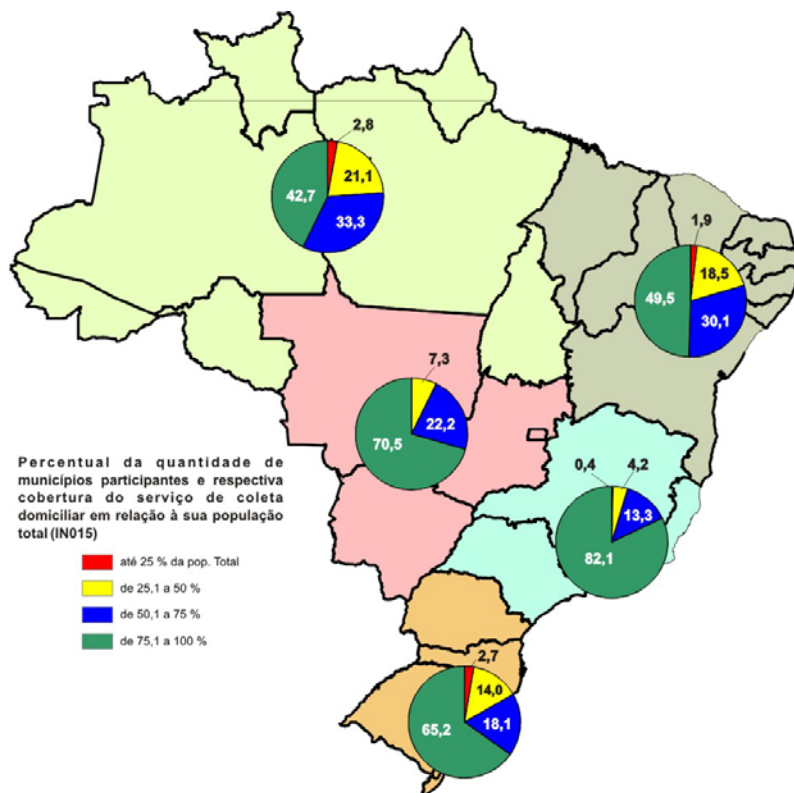 2,8
21,1
42,7
33,3
1,9
18,5
49,5
30,1
7,3
22,2
70,5
Percentual da quantidade de
municípios participantes e respectiva
cobertura do serviço de coleta
domiciliar em relação à sua população
total (IN015)
até 25 % da pop. Total
de 25,1 a 50 %
de 50,1 a 75 %
de 75,1 a 100 %
0,4 4,2
13,3
82,1
2,7
14,0
65,2
18,1